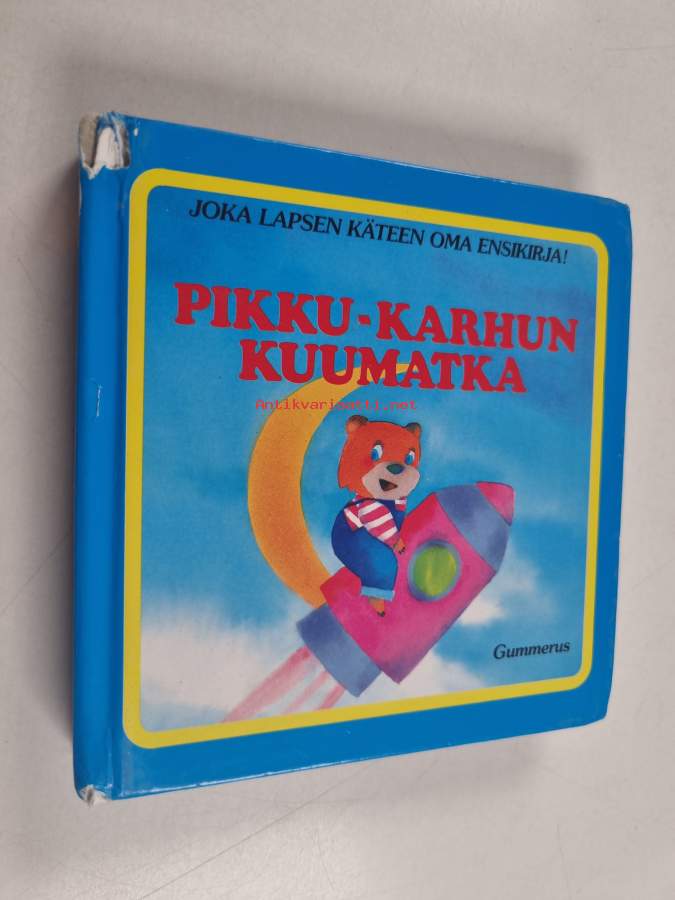 JOKA LAPSEN KÄTEEN OMA ENSIKIRJA!
PIKKU-KARHUN
KUUMATKA
Antikvariaatti.net
Gummerus